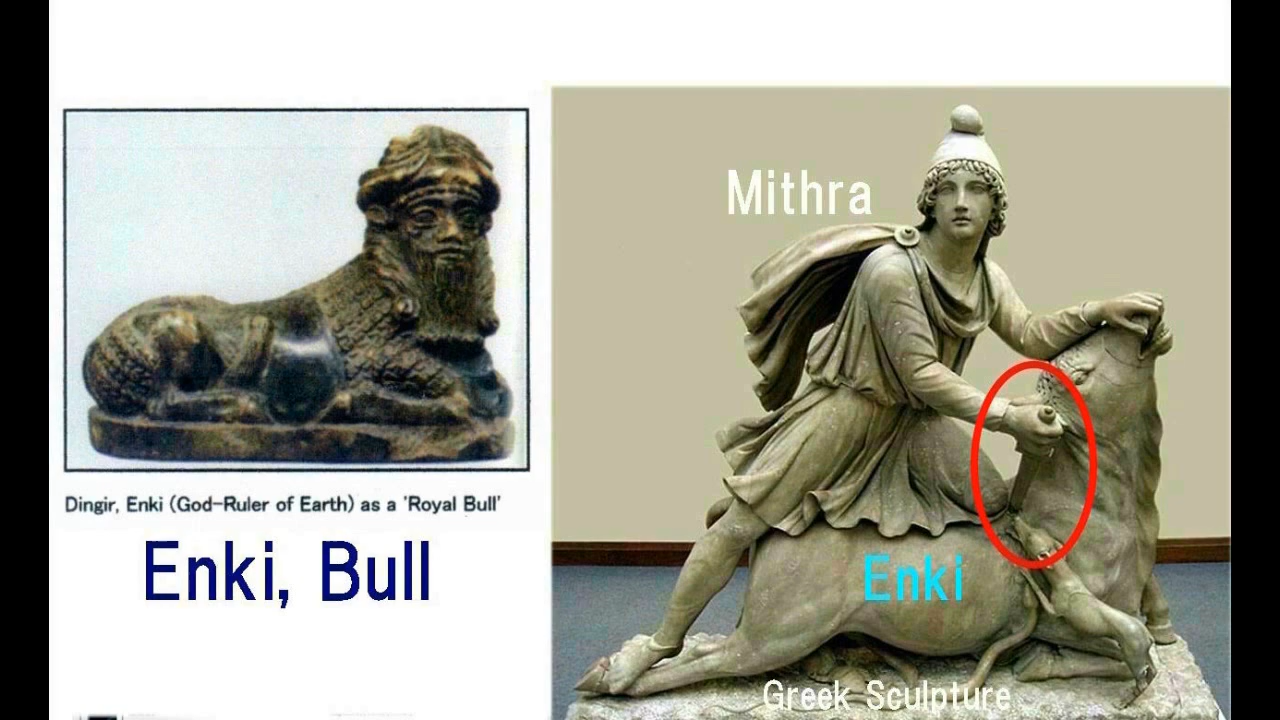 Dingir, Enki (God-Ruler of Earth) as a 'Royal Bull'
Enki, Bull
Mithra
Enki
Greek Sculpture